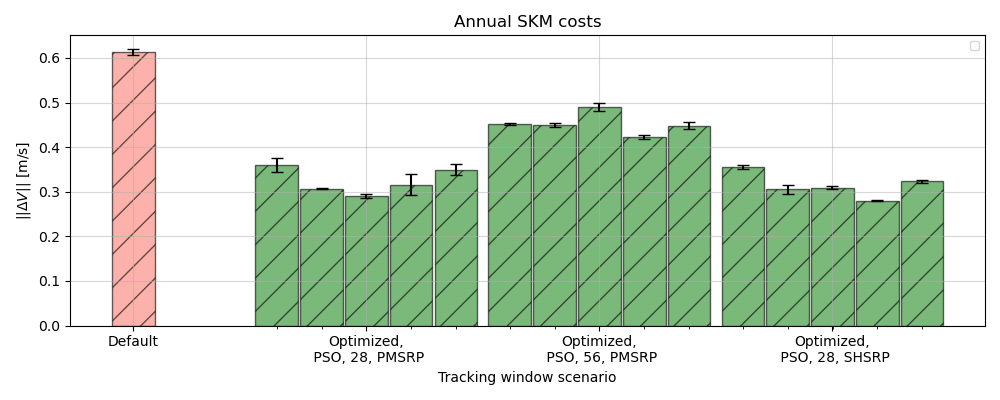 Annual SKM costs
||ΔV|| [m/s]
0.6
0.5
0.4
0.3
0.2
0.1
0.0
Default
Optimized,
PSO, 28, PMSRP
Optimized,
PSO, 56, PMSRP
Optimized,
PSO, 28, SHSRP
Tracking window scenario